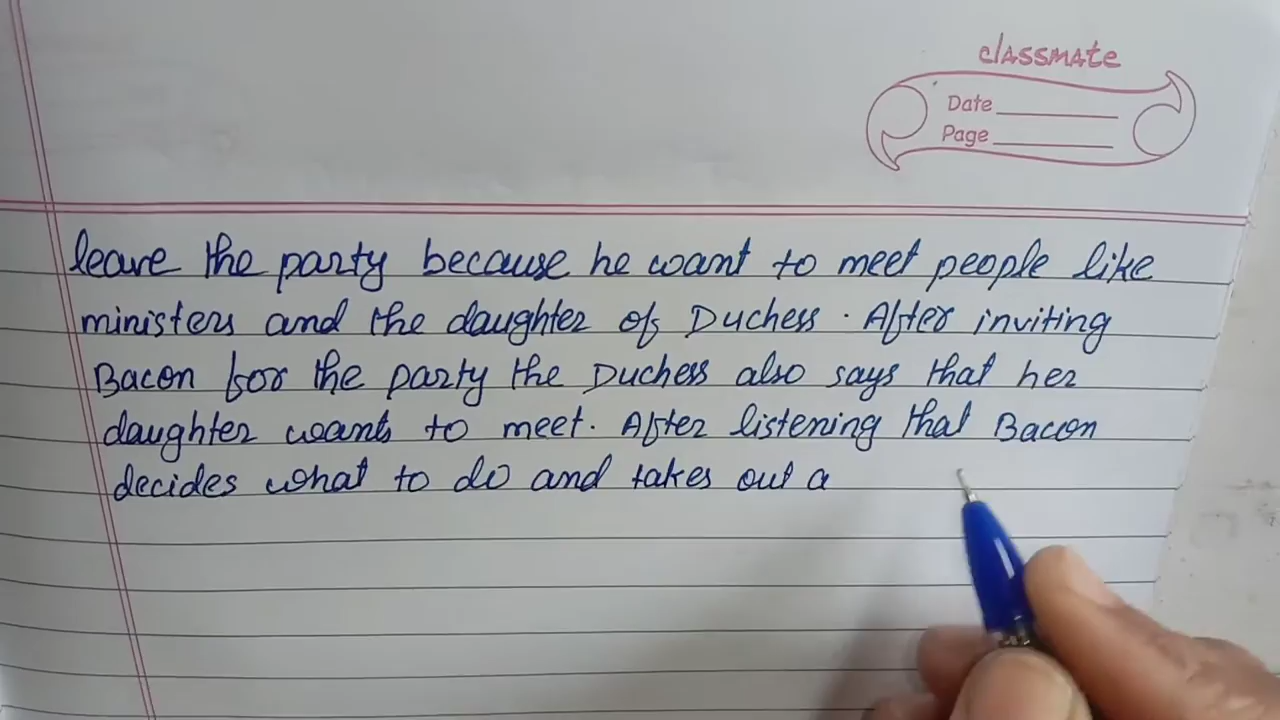 classmate
Date
Page
leave the party because he want to meet people like
ministers and the daughter of Duchess. After inviting
Bacon for the party the Duchess also says that her
daughter wants to meet. After listening that Bacon
decides what to do and takes out a